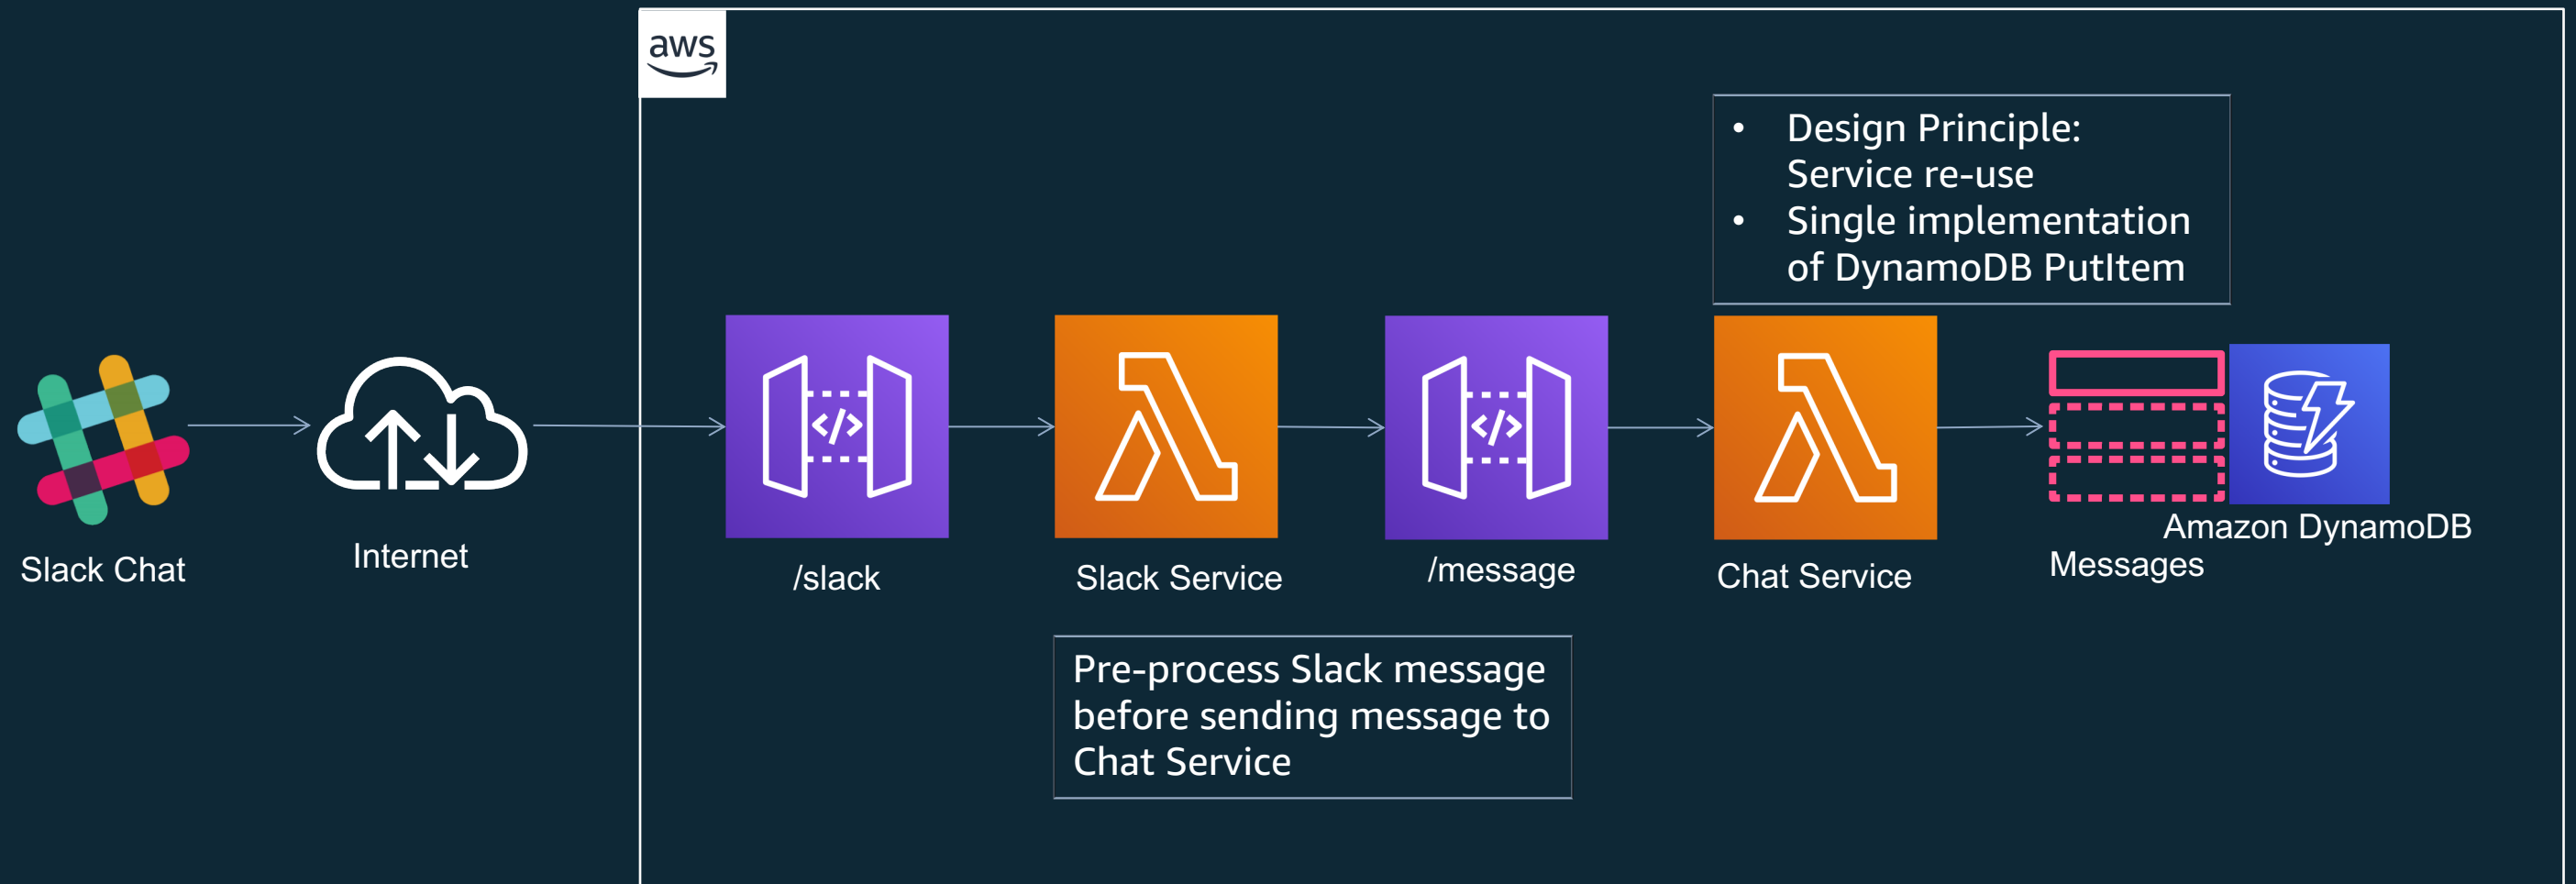 aws
• Design Principle:
Service re-use
• Single implementation
of DynamoDB PutItem
</>
</>
Slack Chat
Internet
/slack
Slack Service
/message
Chat Service
Amazon DynamoDB
Messages
Pre-process Slack message
before sending message to
Chat Service